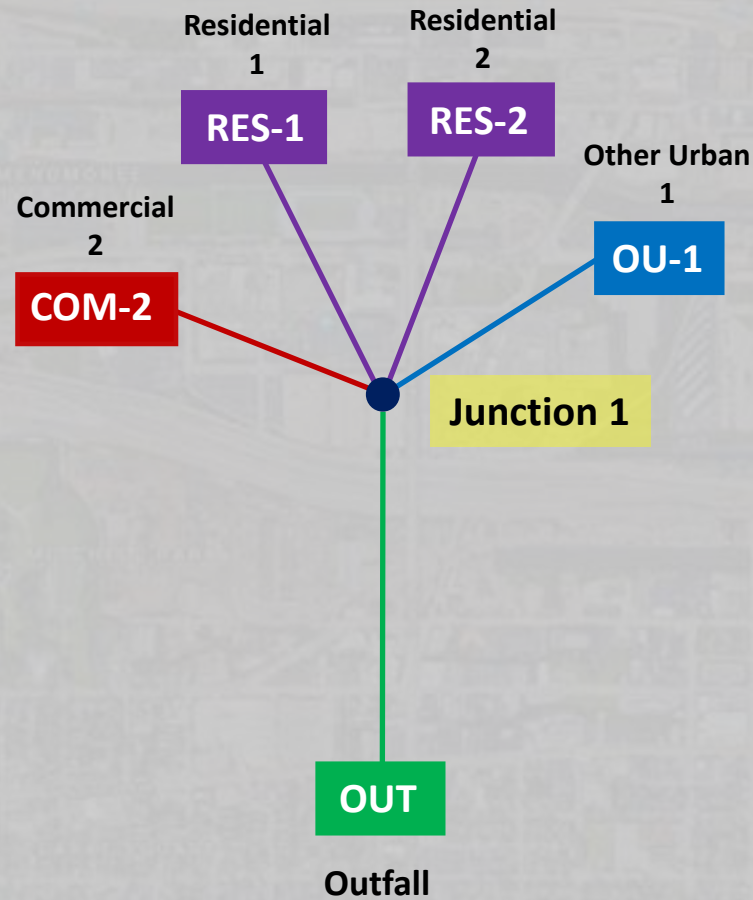 Residential
1
RES-1
Residential
2
RES-2
Other Urban
1
OU-1
Commercial
2
COM-2
Junction 1
OUT
Outfall